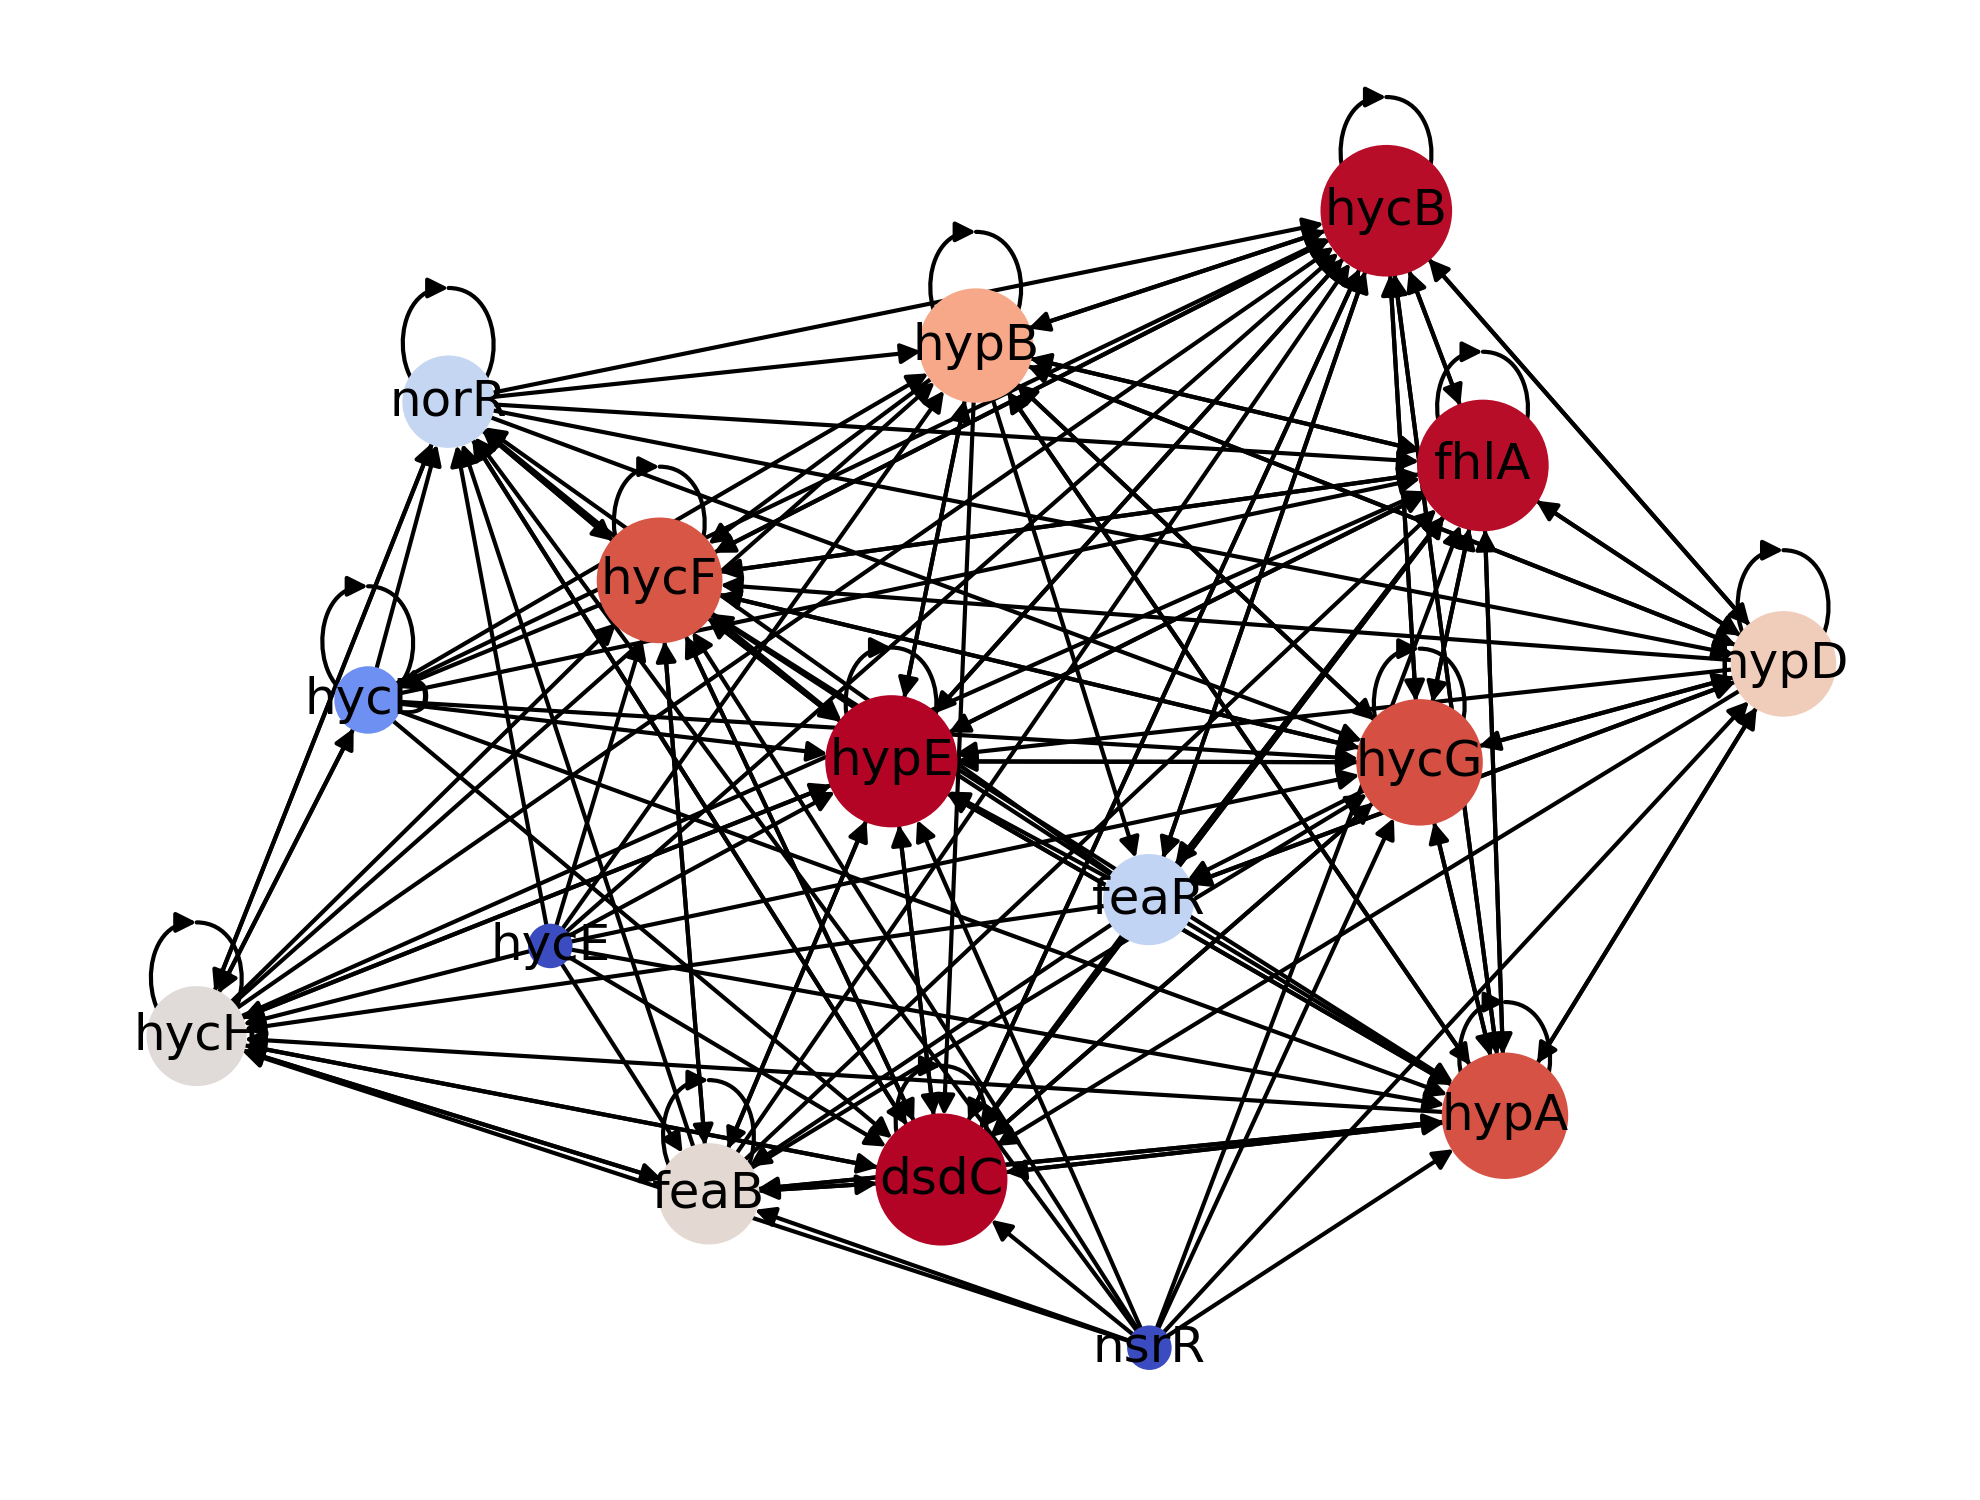 hycB
hypB
norR
fhlA
hycF
hypD
hycD
hypE
hycG
feaR
hycE
hycH
hypA
dsdC
feaB
nsrR